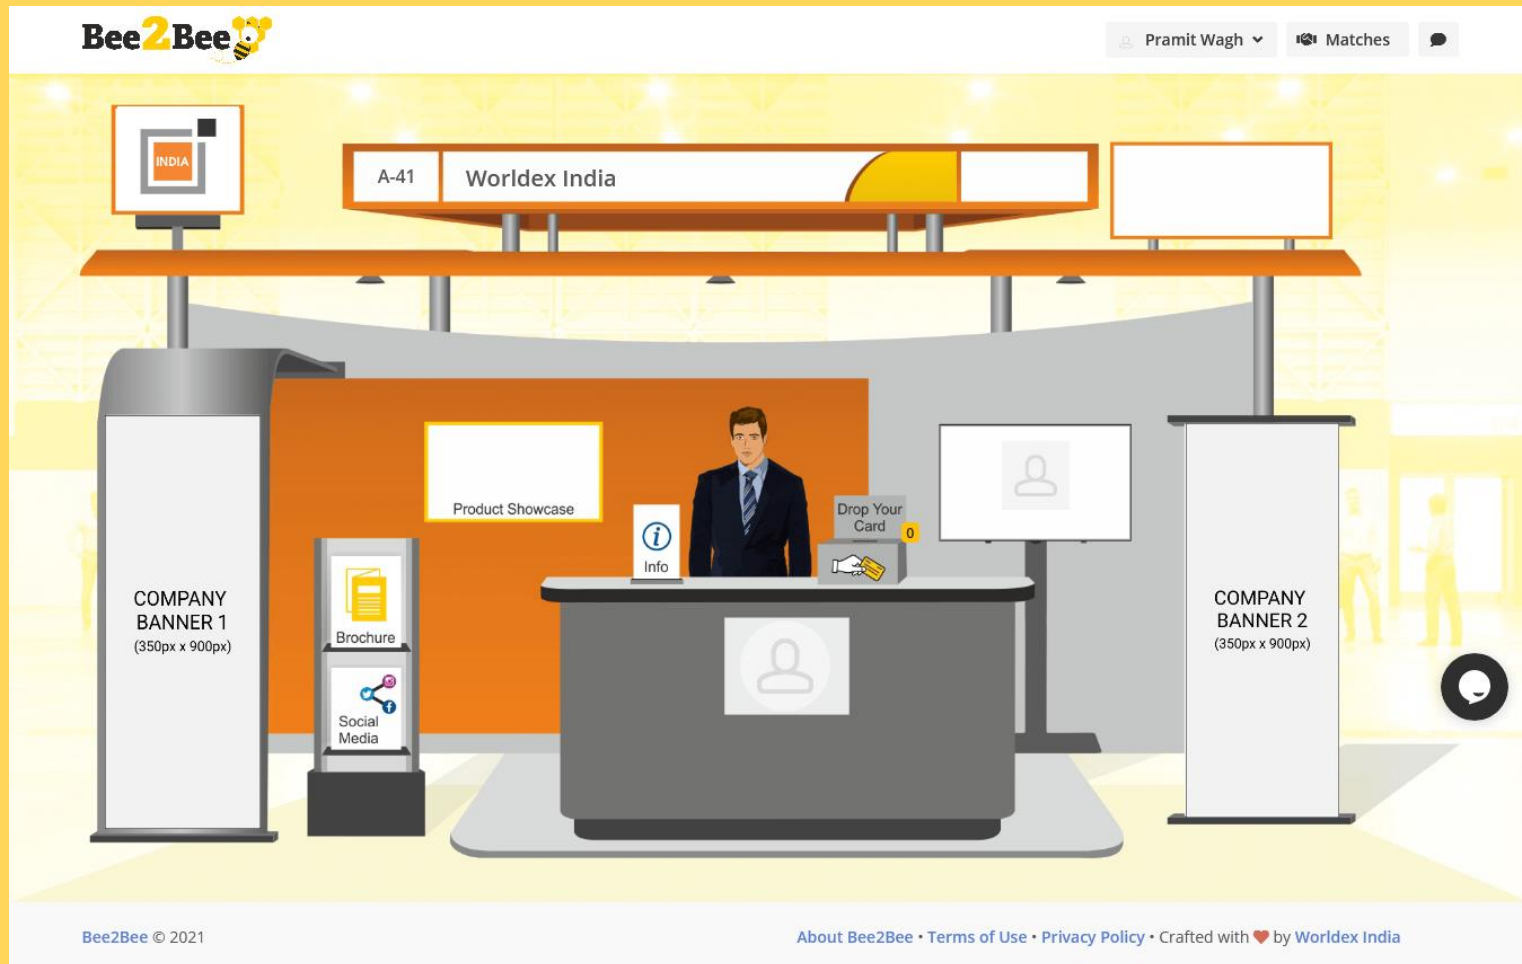 Bee2Bee
Pramit Wagh
Matches
INDIA
A-41
Worldex India
Product Showcase
Drop Your
Card
0
i
Info
COMPANY
BANNER 1
(350px x 900px)
Brochure
Social
Media
COMPANY
BANNER 2
(350px x 900px)
Bee2Bee © 2021
About Bee2Bee • Terms of Use • Privacy Policy • Crafted with ❤ by Worldex India